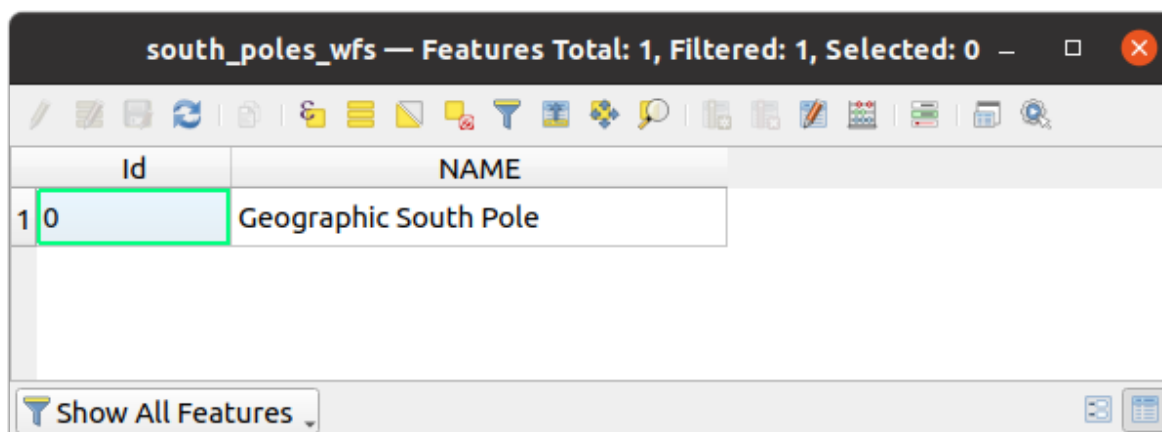 south_poles_wfs — Features Total: 1, Filtered: 1, Selected: 0
Id NAME
1 0 Geographic South Pole
Show All Features